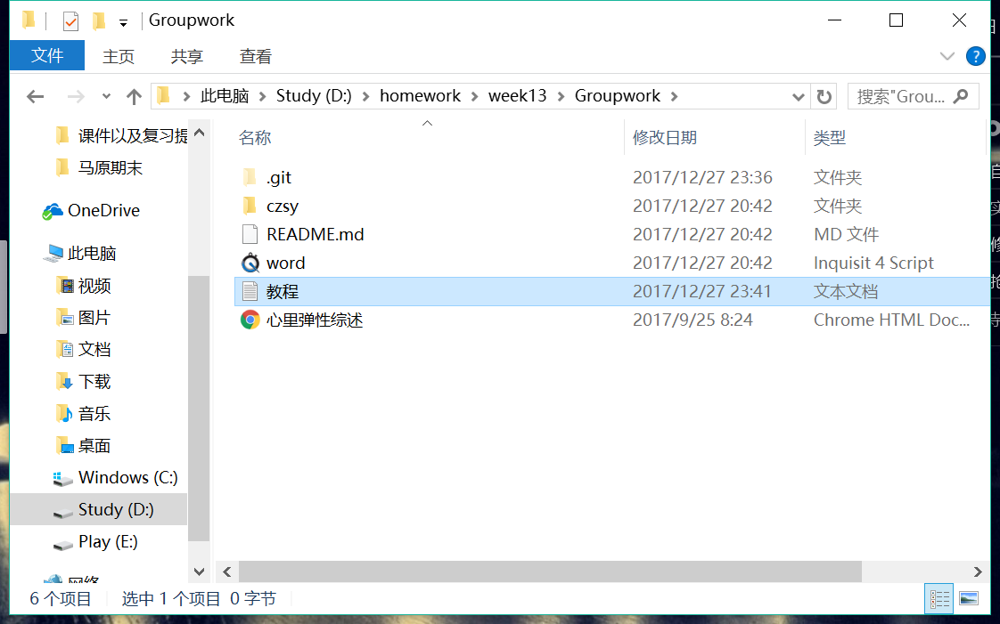 Groupwork
文件 主页 共享 查看
此电脑 Study (D:) homework week13 Groupwork 搜索"Grou...
名称 修改日期 类型
.git 2017/12/27 23:36 文件夹
czsy 2017/12/27 20:42 文件夹
README.md 2017/12/27 20:42 MD 文件
word 2017/12/27 20:42 Inquisit 4 Script
教程 2017/12/27 23:41 文本文档
心里弹性综述 2017/9/25 8:24 Chrome HTML Doc...
课件以及复习提
马原期末
OneDrive
此电脑
视频
图片
文档
下载
音乐
桌面
Windows (C:)
Study (D:)
Play (E:)
网络
6 个项目 选中 1 个项目 0 字节